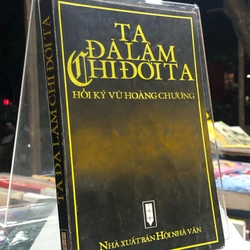 TA
ĐÃ LÀM
CHI ĐỜI TA
HỒI KÝ VŨ HOÀNG CHƯƠNG
NHÀ XUẤT BẢN HỘI NHÀ VĂN
TA ĐÃ LÀM CHI ĐỜI TA